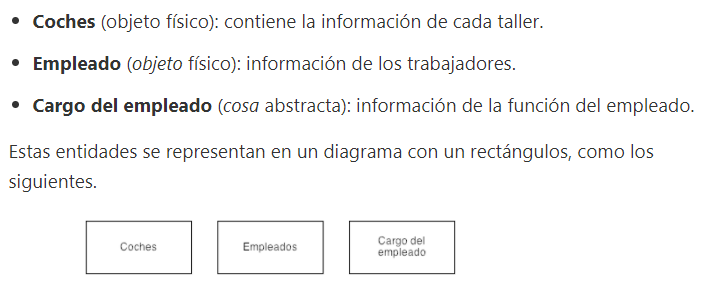 Coches (objeto físico): contiene la información de cada taller.
Empleado (objeto físico): información de los trabajadores.
Cargo del empleado (cosa abstracta): información de la función del empleado.
Estas entidades se representan en un diagrama con un rectángulos, como los
siguientes.
Coches
Empleados
Cargo del
empleado